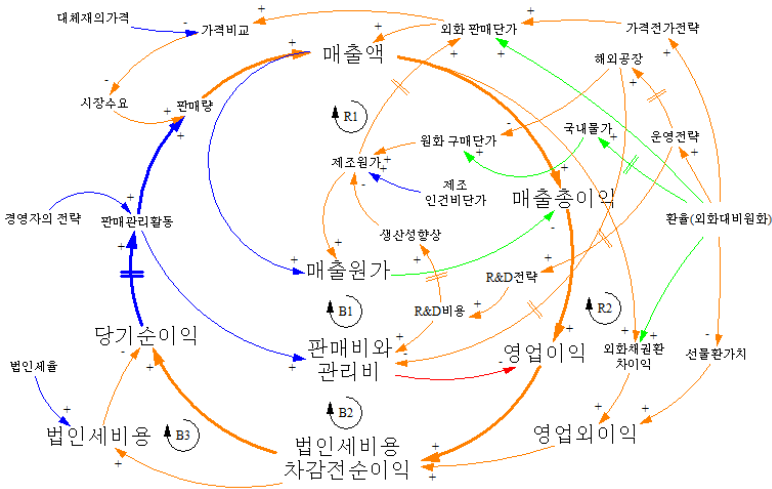 대체재의가격
가격비교
외화 판매단가
가격전가전략
매출액
해외공장
시장수요
판매량
R1
원화 구매단가
국내물가
운영전략
제조원가
제조
인건비단가
매출총이익
경영자의 전략
판매관리활동
환율(외화대비원화)
생산성향상
매출원가
R&D전략
B1
R&D비용
R2
당기순이익
판매비와
관리비
영업이익
외화채권환
차이익
선물환가치
법인세율
B2
법인세비용
B3
법인세비용
차감전순이익
영업외이익